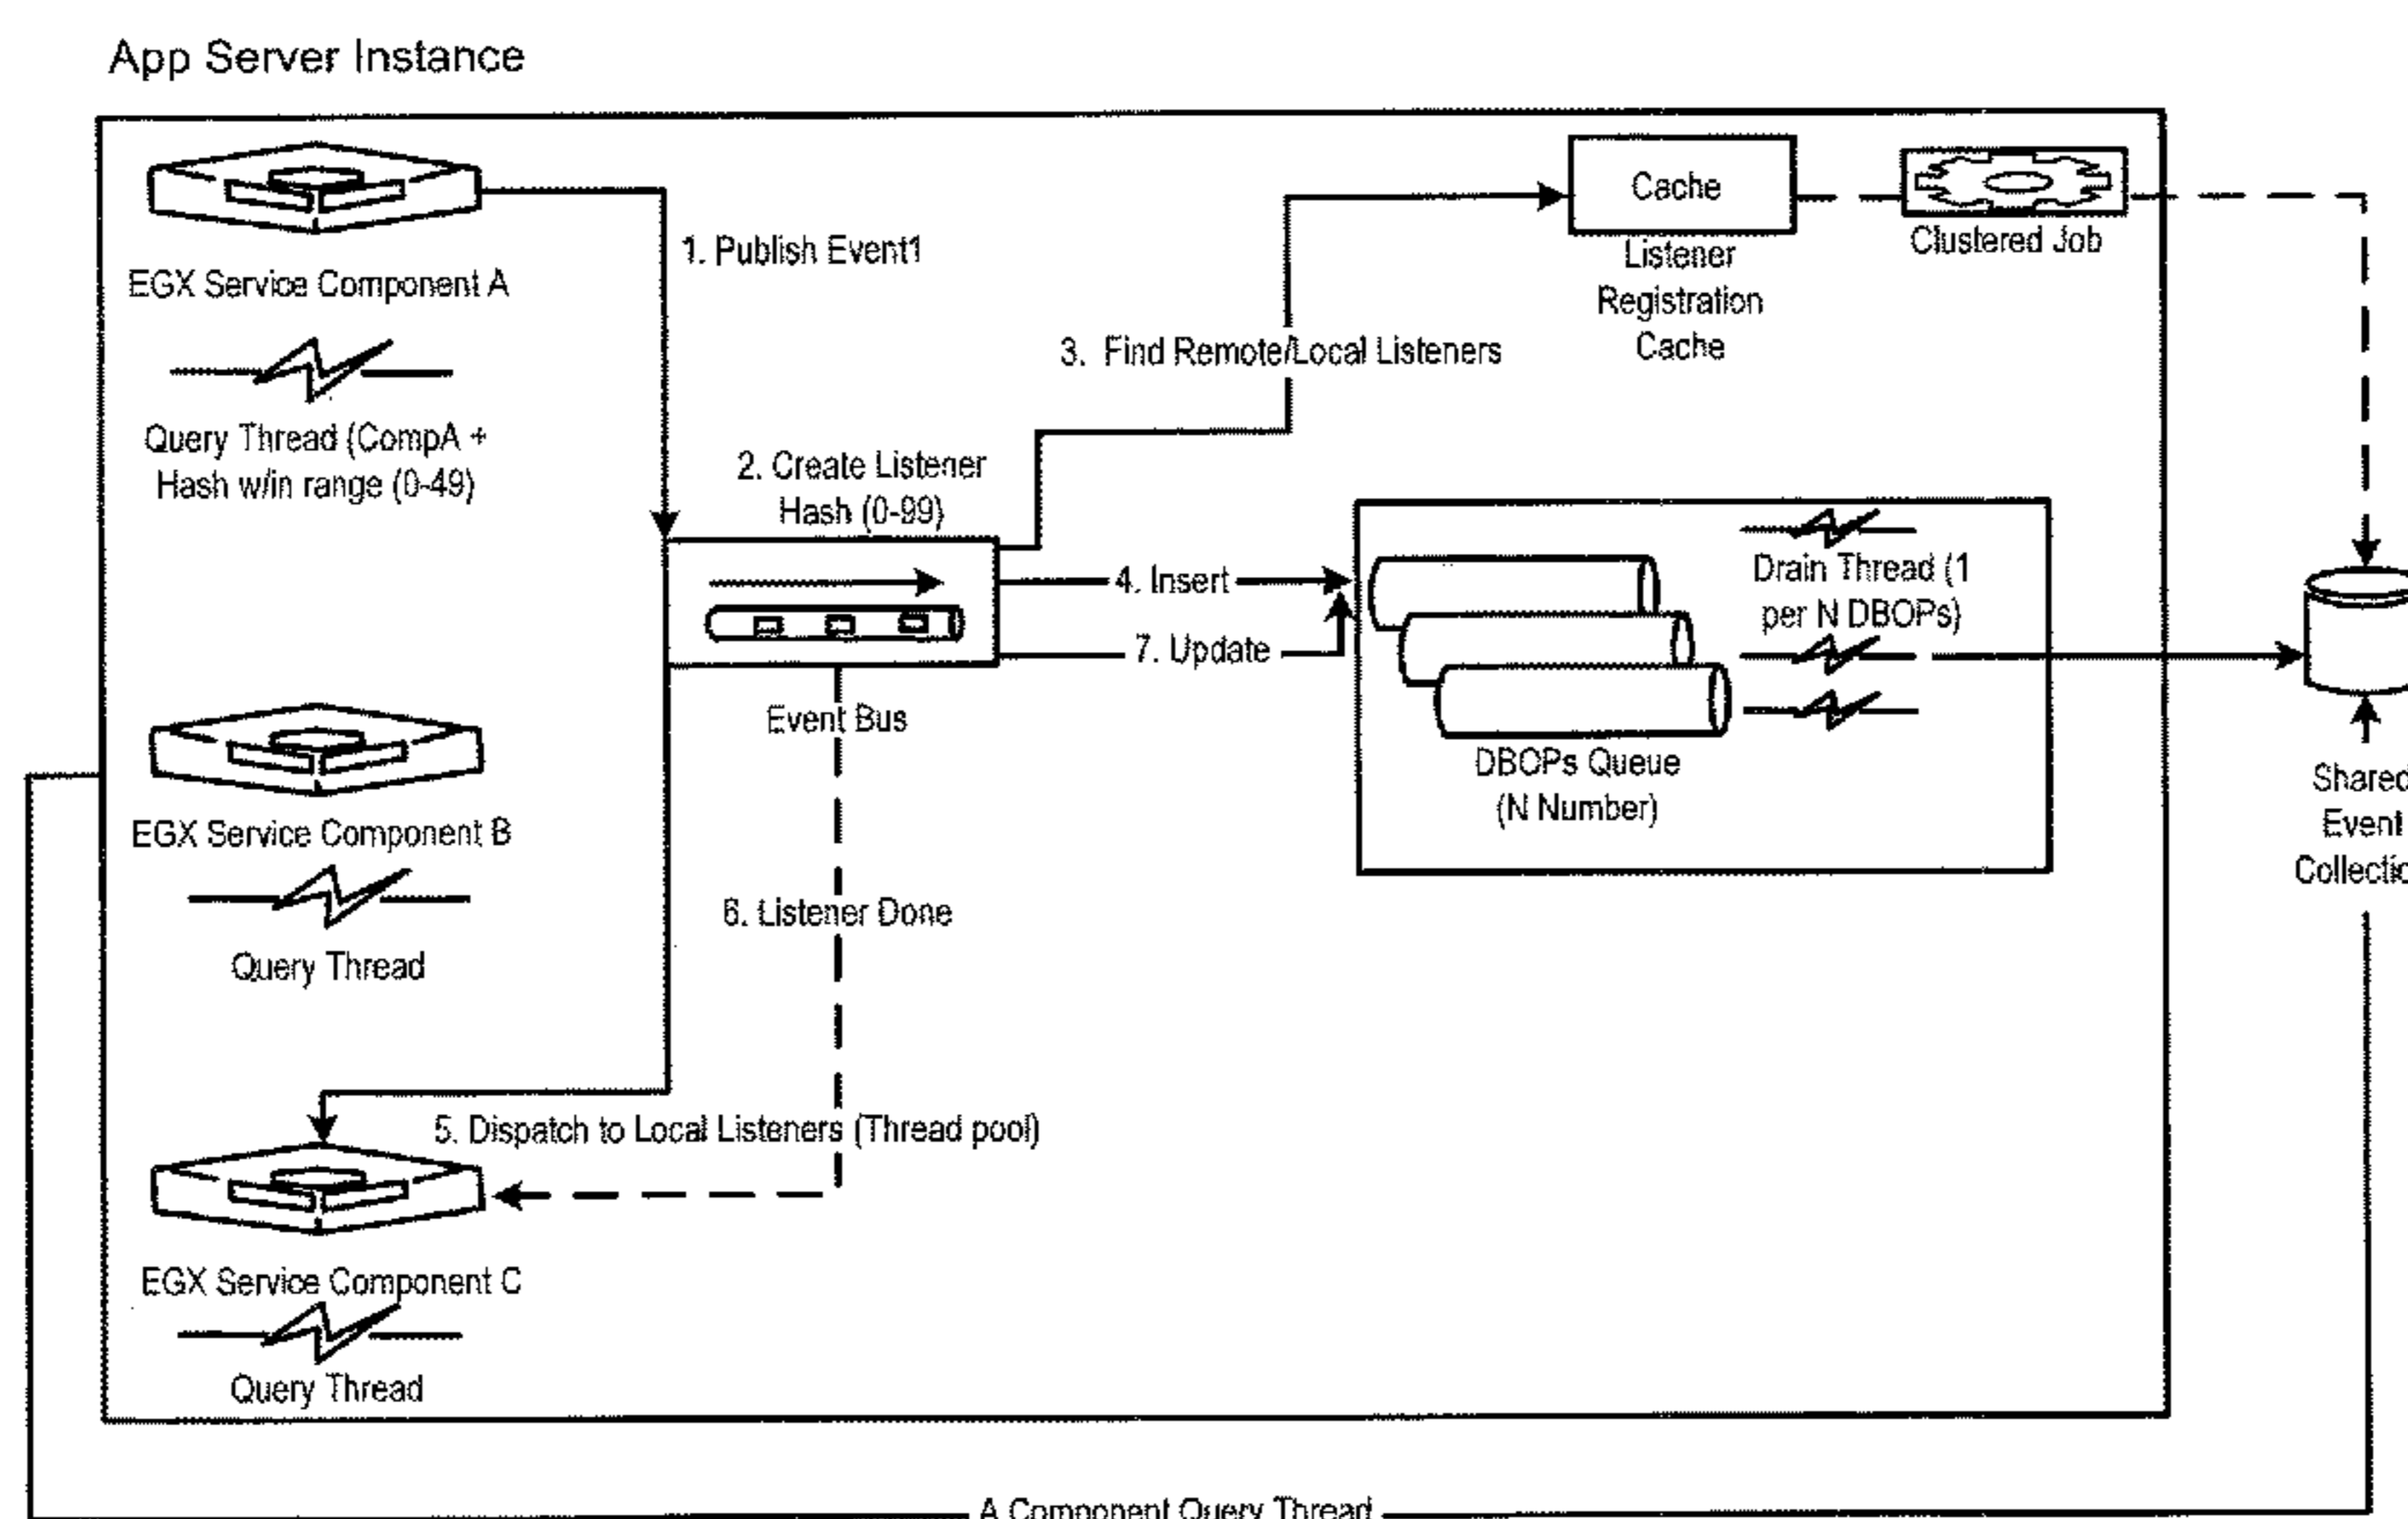 App Server Instance
EGX Service Component A
Query Thread (CompA +
Hash w/in range (0-49)
1. Publish Event1
2. Create Listener
Hash (0-99)
3. Find Remote/Local Listeners
Cache
Listener
Registration
Cache
Clustered Job
4. Insert
7. Update
Event Bus
Drain Thread (1
per N DBOPs)
DBOPs Queue
(N Number)
Shared
Event
Collectio
EGX Service Component B
Query Thread
6. Listener Done
5. Dispatch to Local Listeners (Thread pool)
EGX Service Component C
Query Thread
A Component Query Thread